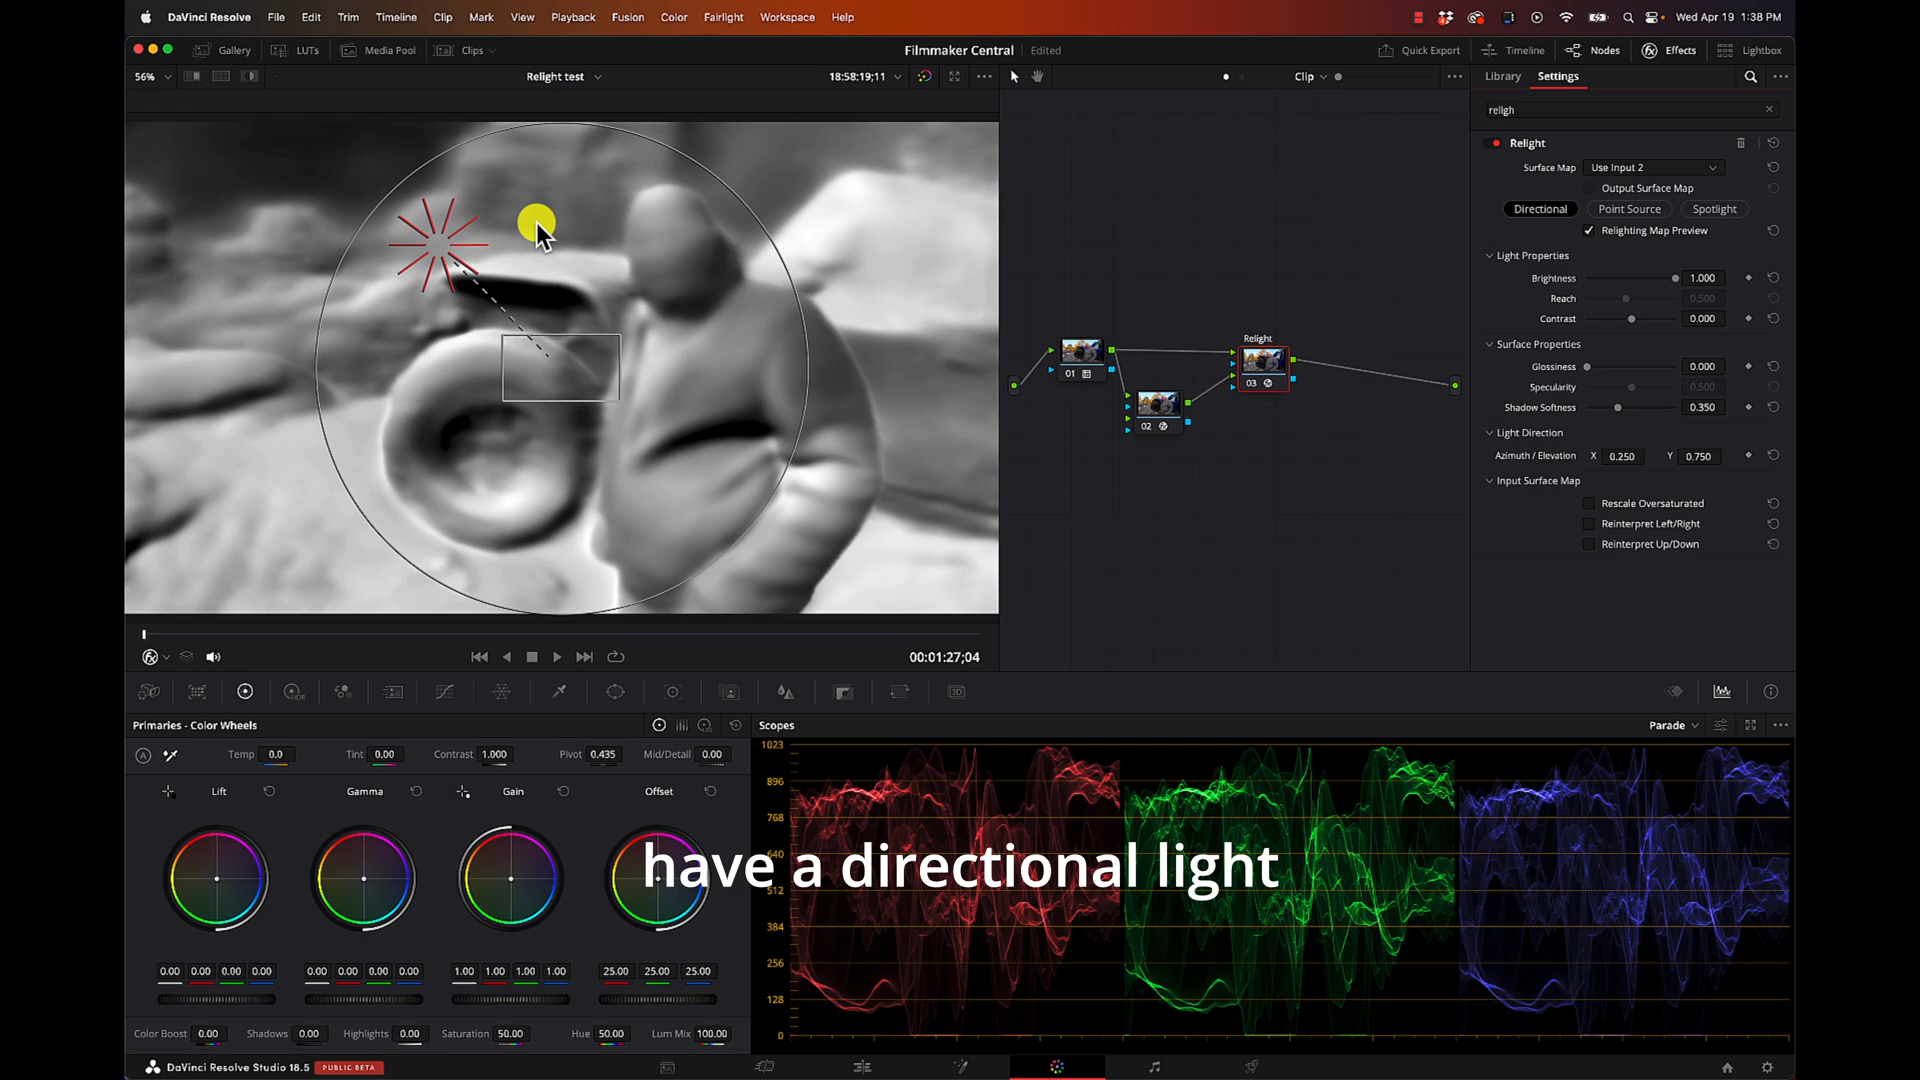 DaVinci Resolve File Edit Trim Timeline Clip Mark View Playback Fusion Color Fairlight Workspace Help Wed Apr 19 1:38 PM
Gallery LUTs Media Pool Clips Filmmaker Central Edited Quick Export Timeline Nodes Effects Lightbox
56% Relight test 18:58:19;11 Clip Library Settings
religh
Relight
Surface Map Use Input 2
Output Surface Map
Directional Point Source Spotlight
Relighting Map Preview
Light Properties
Brightness 1.000
Reach 0.500
Contrast 0.000
Surface Properties
Glossiness 0.000
Specularity 0.500
Shadow Softness 0.350
Light Direction
Azimuth / Elevation X 0.250 Y 0.750
Input Surface Map
Rescale Oversaturated
Reinterpret Left/Right
Reinterpret Up/Down
Relight
01
03
02
00:01:27;04
HDR
3D
Primaries - Color Wheels
Scopes Parade
A Temp 0.0 Tint 0.00 Contrast 1.000 Pivot 0.435 Mid/Detail 0.00
Lift Gamma Gain Offset
0.00 0.00 0.00 0.00 0.00 0.00 0.00 0.00 1.00 1.00 1.00 1.00 25.00 25.00 25.00
Color Boost 0.00 Shadows 0.00 Highlights 0.00 Saturation 50.00 Hue 50.00 Lum Mix 100.00
1023
896
768
640
512
384
256
128
0
have a directional light
DaVinci Resolve Studio 18.5 PUBLIC BETA